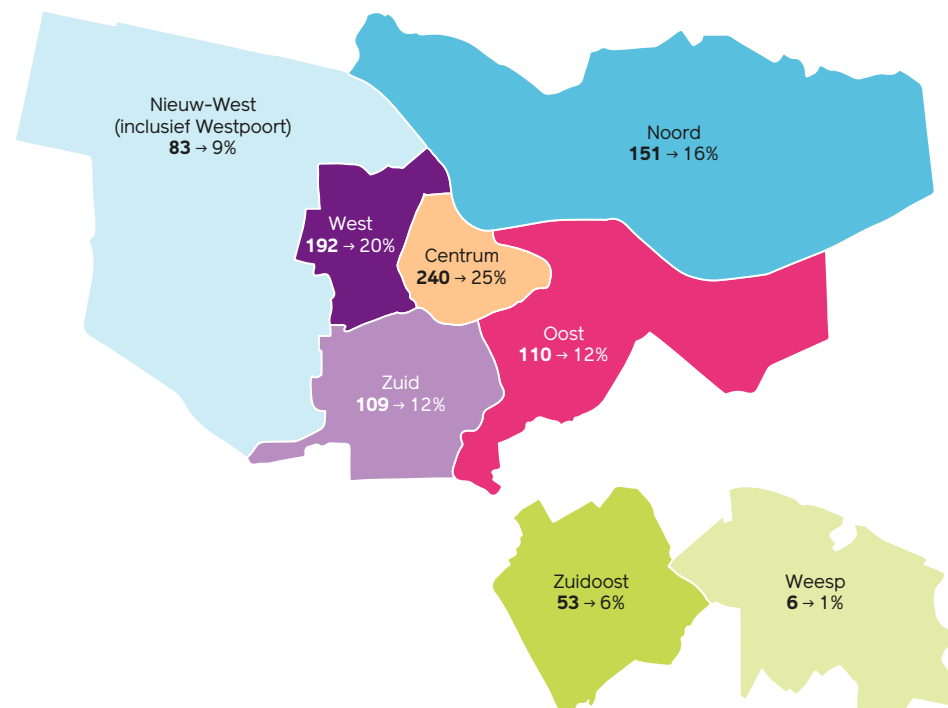 Nieuw-West
(inclusief Westpoort)
83 → 9%
Noord
151 → 16%
West
192 → 20%
Centrum
240 → 25%
Oost
110 → 12%
Zuid
109 → 12%
Zuidoost
53 → 6%
Weesp
6 → 1%